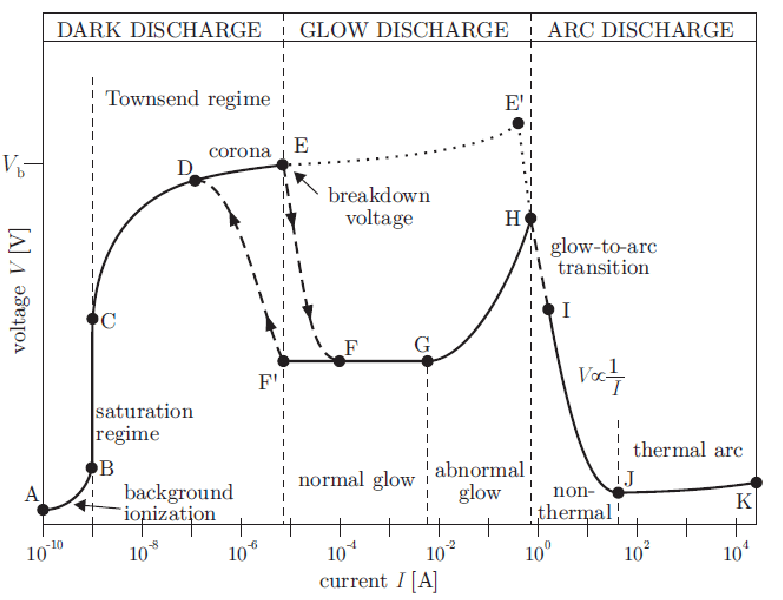 DARK DISCHARGE
GLOW DISCHARGE
ARC DISCHARGE
Townsend regime
E'
corona
E
V_b
D
breakdown
voltage
H
glow-to-arc
transition
voltage V [V]
C
I
F
G
F'
V∝1/I
saturation
regime
B
thermal arc
A
background
ionization
normal glow
abnormal
glow
non-
thermal
J
K
10^-10
10^-8
10^-6
10^-4
10^-2
10^0
10^2
10^4
current I [A]